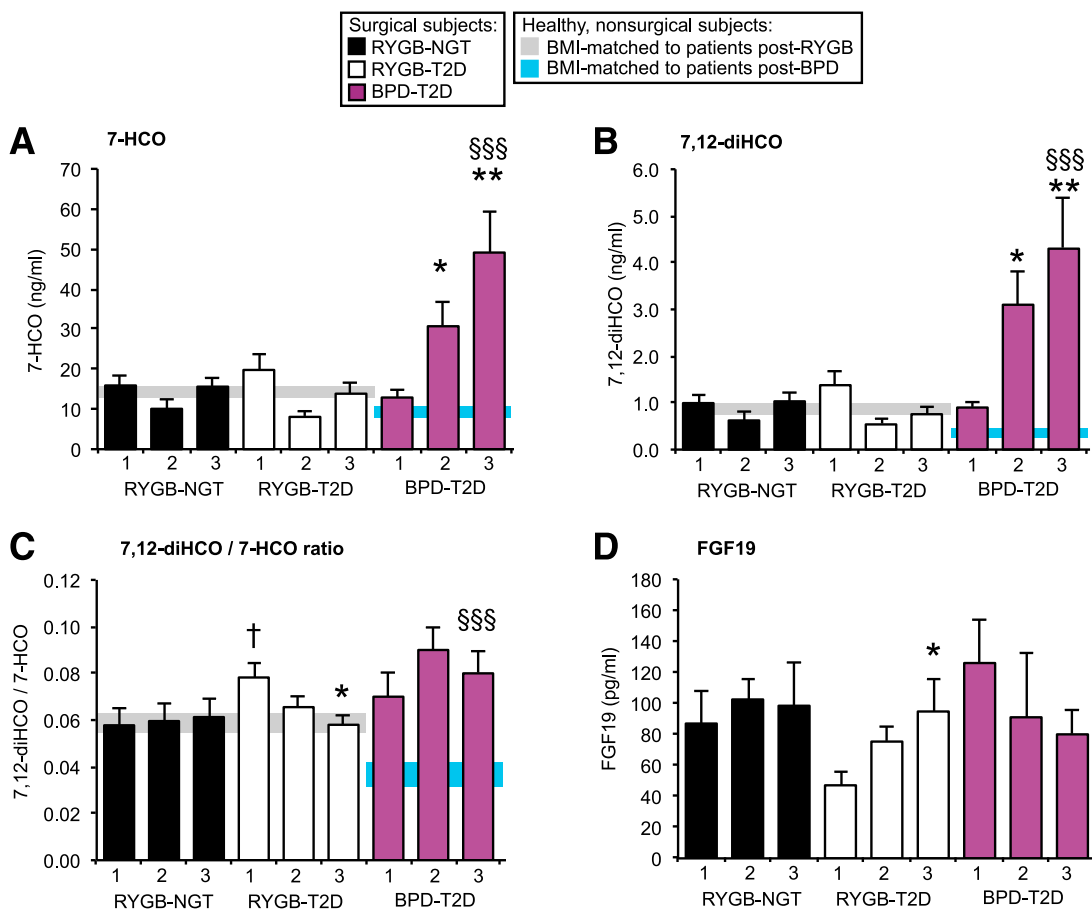 Surgical subjects:
RYGB-NGT
RYGB-T2D
BPD-T2D
Healthy, nonsurgical subjects:
BMI-matched to patients post-RYGB
BMI-matched to patients post-BPD
A 7-HCO
7-HCO (ng/ml)
70
60
50
40
30
20
10
0
*
§§§
**
1 2 3 1 2 3 1 2 3
RYGB-NGT RYGB-T2D BPD-T2D
B 7,12-diHCO
7,12-diHCO (ng/ml)
6.0
5.0
4.0
3.0
2.0
1.0
0.0
*
§§§
**
1 2 3 1 2 3 1 2 3
RYGB-NGT RYGB-T2D BPD-T2D
C 7,12-diHCO / 7-HCO ratio
7,12-diHCO / 7-HCO
0.12
0.10
0.08
0.06
0.04
0.02
0.00
†
*
§§§
1 2 3 1 2 3 1 2 3
RYGB-NGT RYGB-T2D BPD-T2D
D FGF19
FGF19 (pg/ml)
180
160
140
120
100
80
60
40
20
0
*
1 2 3 1 2 3 1 2 3
RYGB-NGT RYGB-T2D BPD-T2D